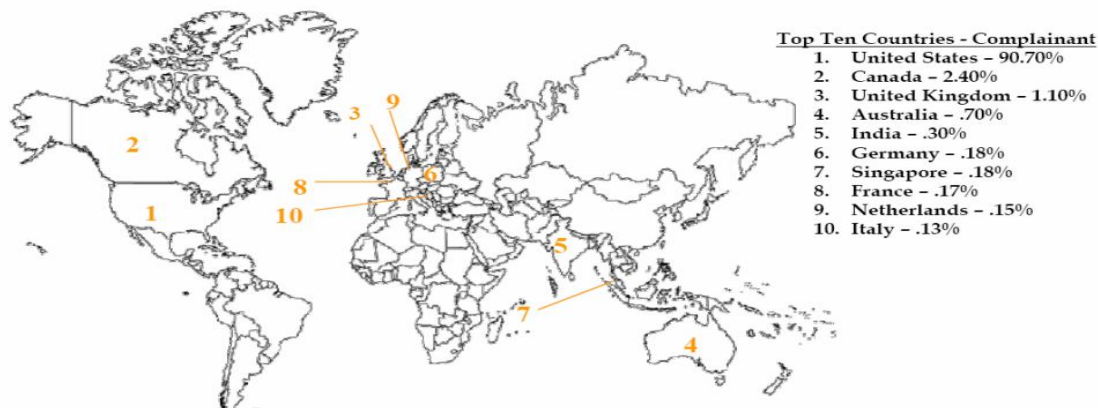 Top Ten Countries - Complainant
1. United States – 90.70%
2. Canada – 2.40%
3. United Kingdom – 1.10%
4. Australia – .70%
5. India – .30%
6. Germany – .18%
7. Singapore – .18%
8. France – .17%
9. Netherlands – .15%
10. Italy – .13%
9
3
2
8
6
1
10
5
7
4